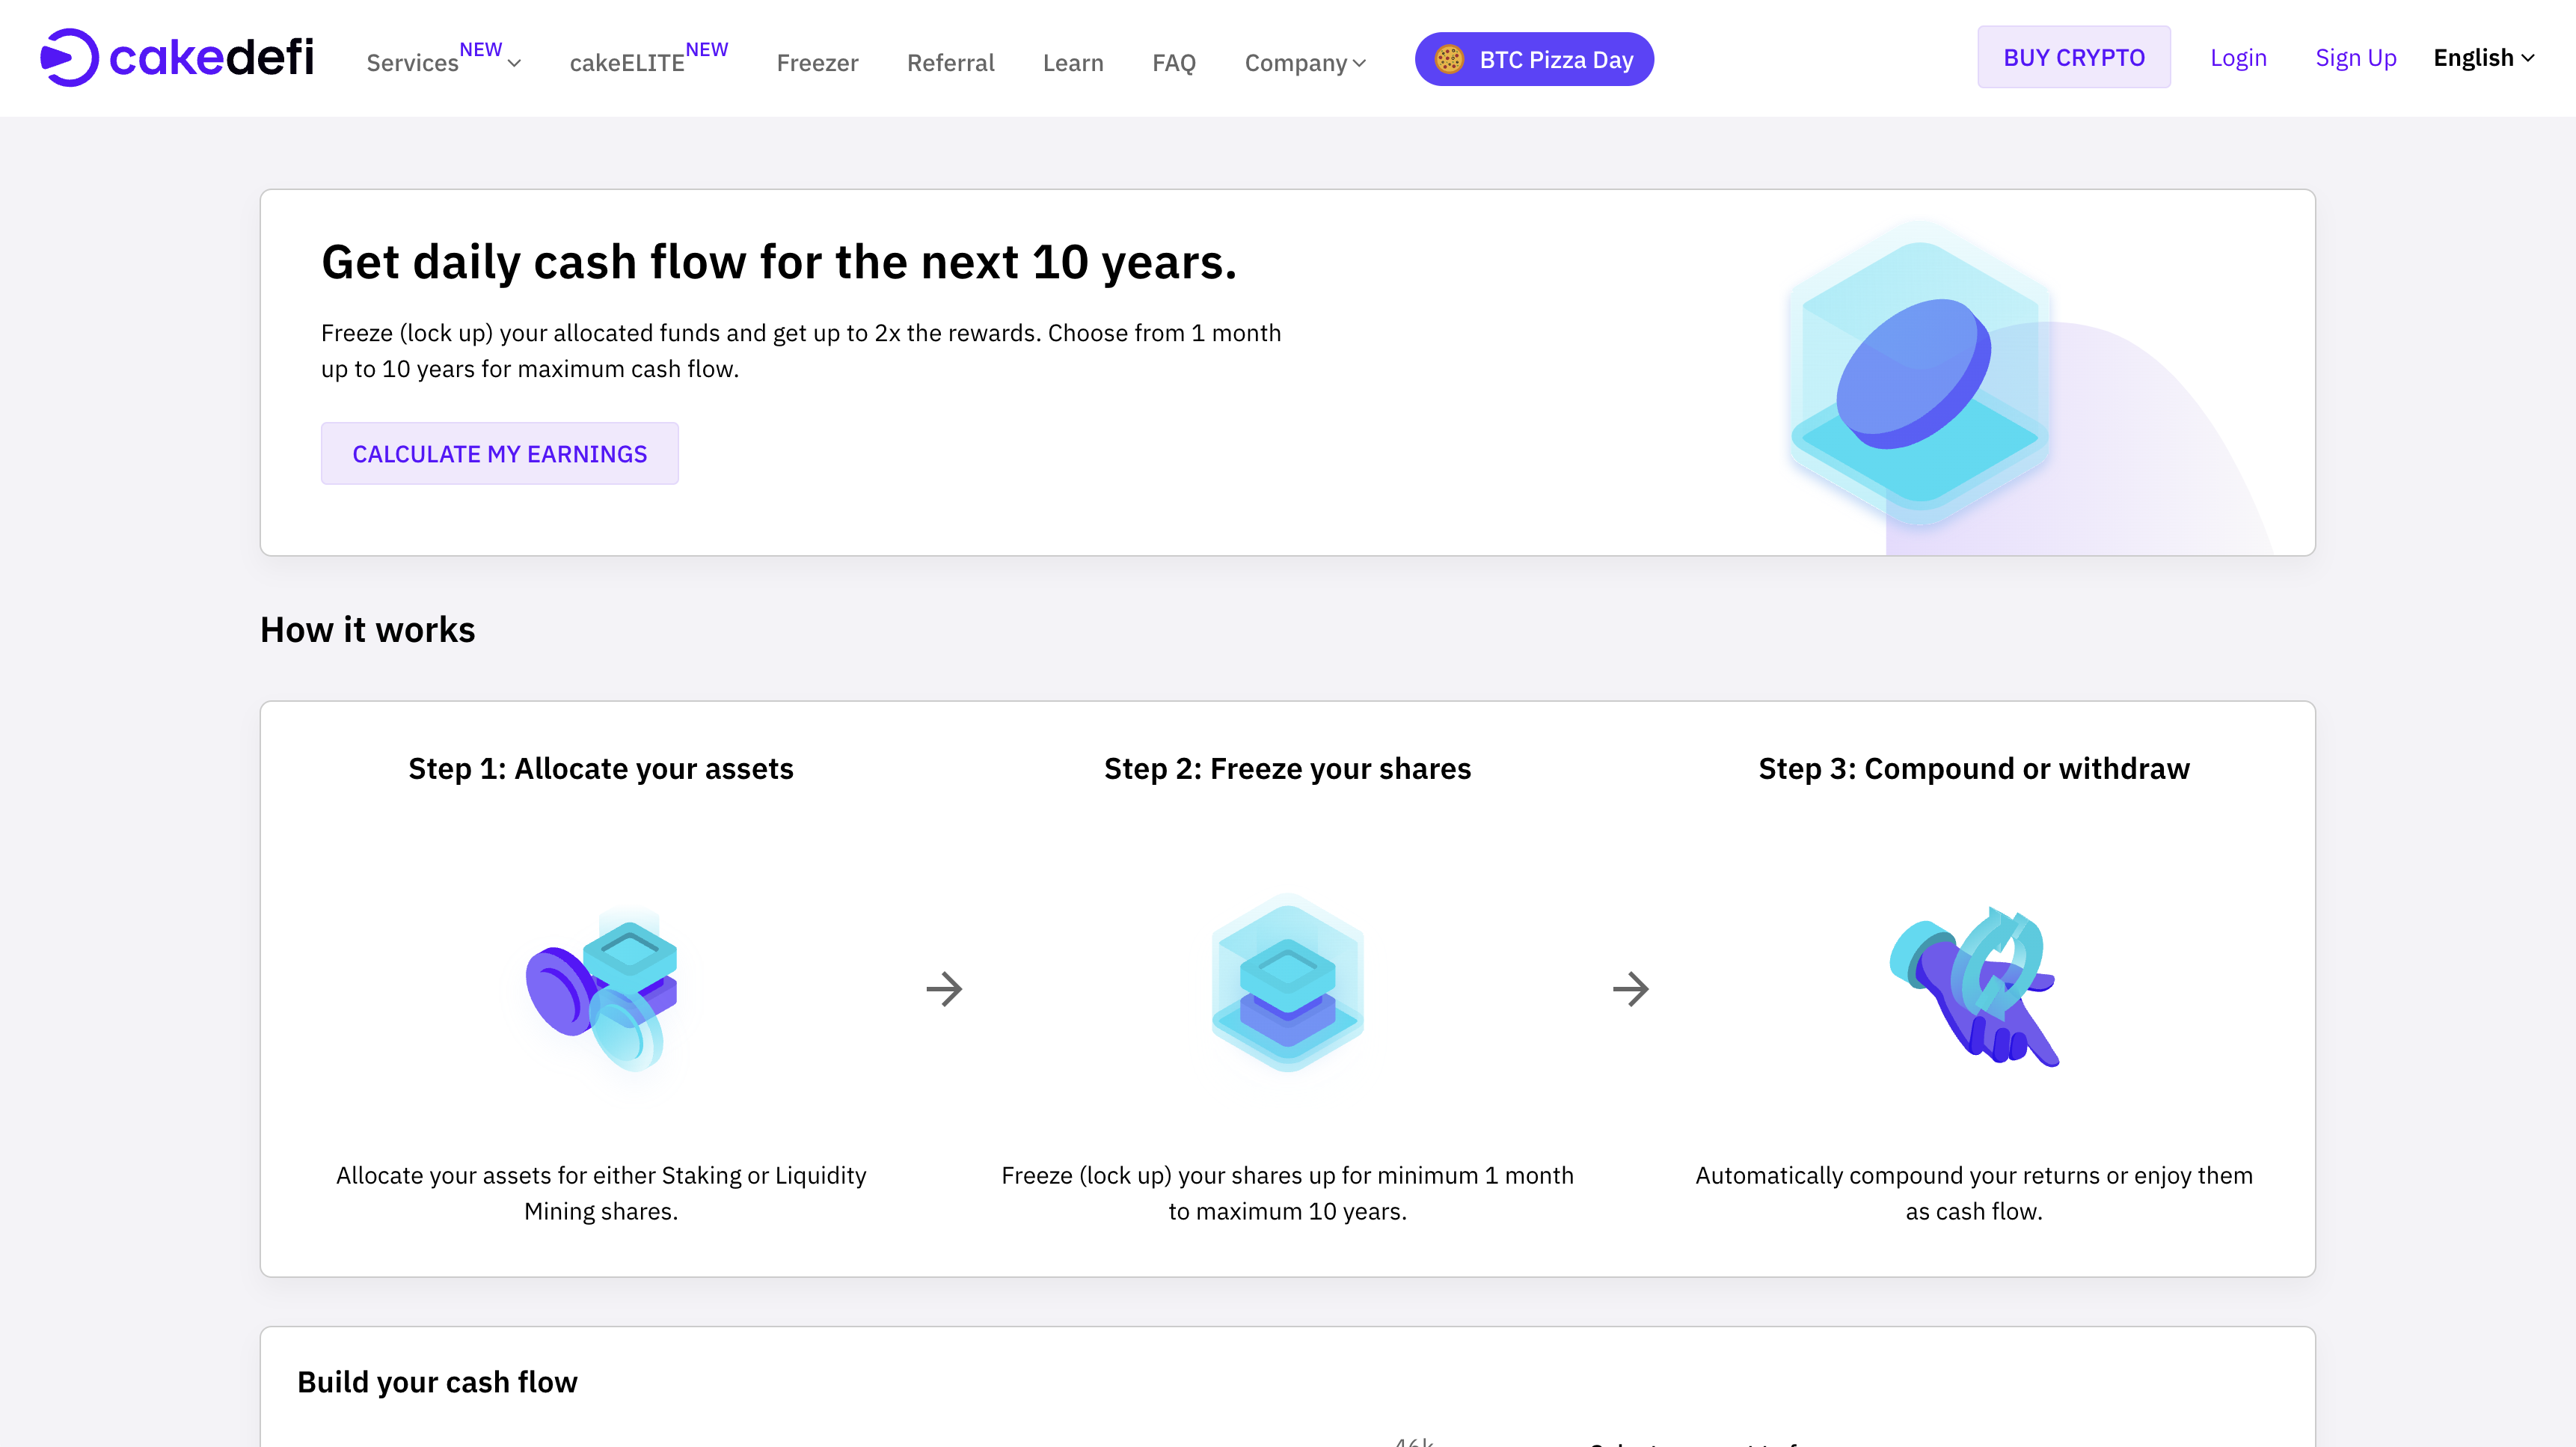 cakedefi
Services NEW
cakeELITE NEW
Freezer
Referral
Learn
FAQ
Company
BTC Pizza Day
BUY CRYPTO
Login
Sign Up
English
Get daily cash flow for the next 10 years.
Freeze (lock up) your allocated funds and get up to 2x the rewards. Choose from 1 month
up to 10 years for maximum cash flow.
CALCULATE MY EARNINGS
How it works
Step 1: Allocate your assets
Allocate your assets for either Staking or Liquidity
Mining shares.
Step 2: Freeze your shares
Freeze (lock up) your shares up for minimum 1 month
to maximum 10 years.
Step 3: Compound or withdraw
Automatically compound your returns or enjoy them
as cash flow.
Build your cash flow
46k